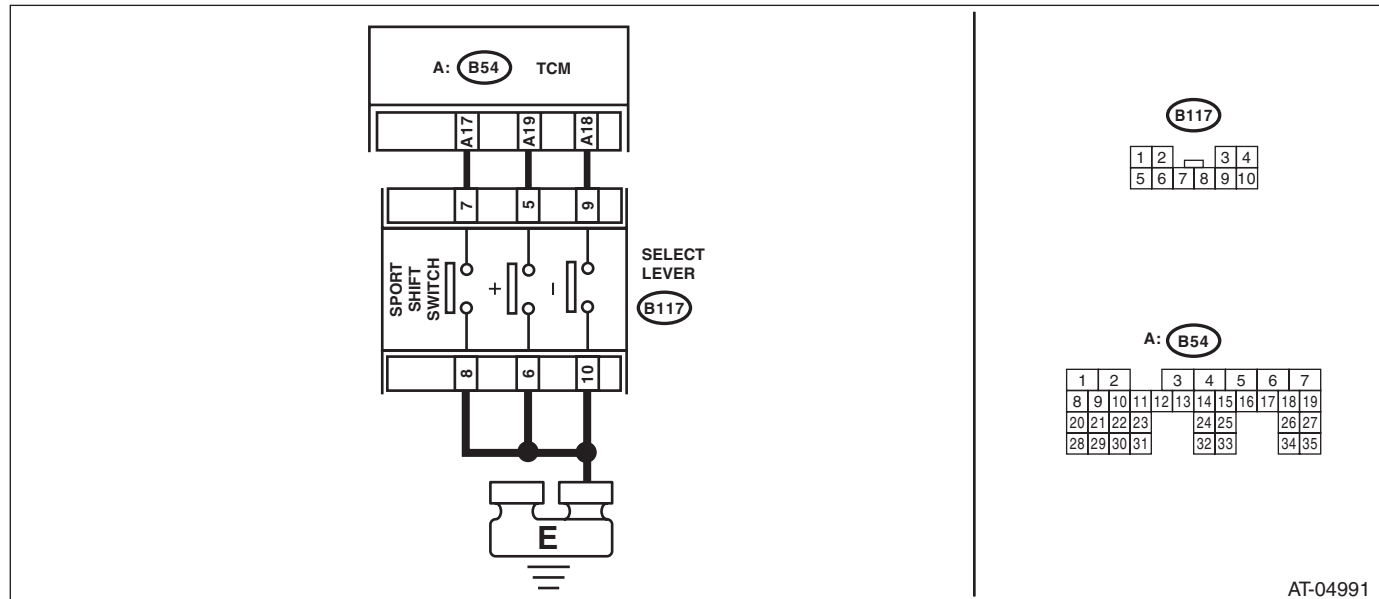 A: B54 TCM
A17 A19 A18
7 5 9
SPORT
SHIFT
SWITCH
+ –
SELECT
LEVER
B117
8 6 10
E
B117
1 2 3 4
5 6 7 8 9 10
A: B54
1 2 3 4 5 6 7
8 9 10 11 12 13 14 15 16 17 18 19
20 21 22 23 24 25 26 27
28 29 30 31 32 33 34 35
AT-04991